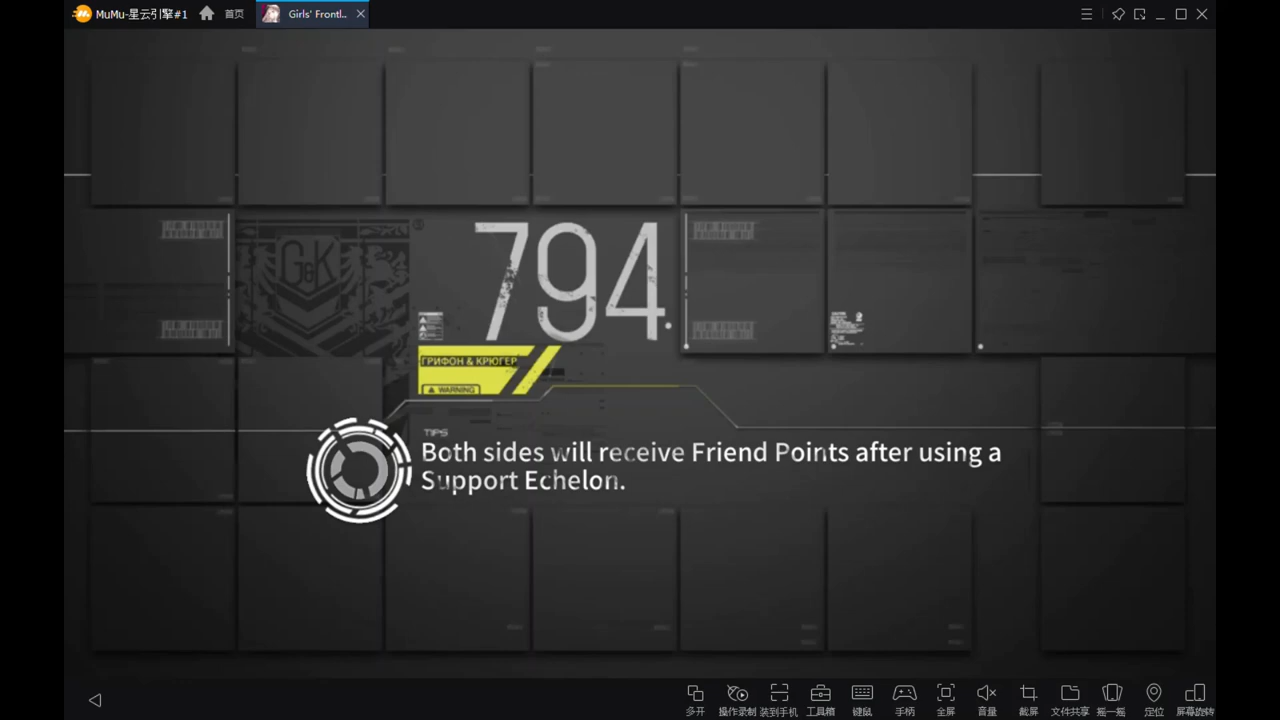 MuMu-星云引擎#1
首页
Girls' Frontl..
G&K
794.
ГРИФОН & КРЮГЕР
WARNING
TIPS
Both sides will receive Friend Points after using a
Support Echelon.
多开
操作录制
装到手机
工具箱
键鼠
手柄
全屏
音量
截屏
文件共享
摇一摇
定位
屏幕旋转